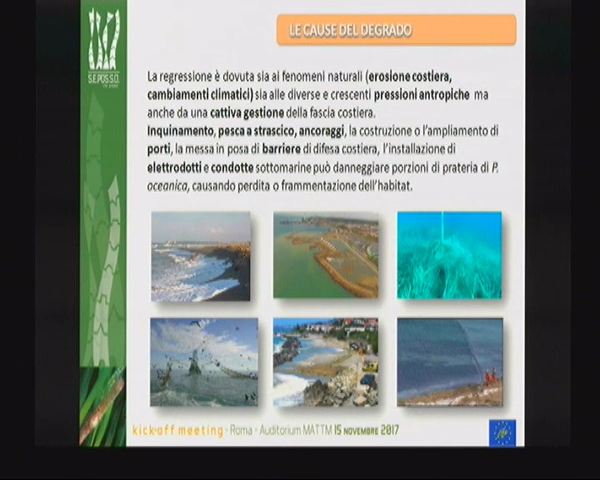 LE CAUSE DEL DEGRADO
S.E.POS.S.O.
La regressione è dovuta sia ai fenomeni naturali (erosione costiera,
cambiamenti climatici) sia alle diverse e crescenti pressioni antropiche ma
anche da una cattiva gestione della fascia costiera.
Inquinamento, pesca a strascico, ancoraggi, la costruzione o l'ampliamento di
porti, la messa in posa di barriere di difesa costiera, l'installazione di
elettrodotti e condotte sottomarine può danneggiare porzioni di prateria di P.
oceanica, causando perdita o frammentazione dell'habitat.
kick-off meeting - Roma - Auditorium MATTM 15 NOVEMBRE 2017